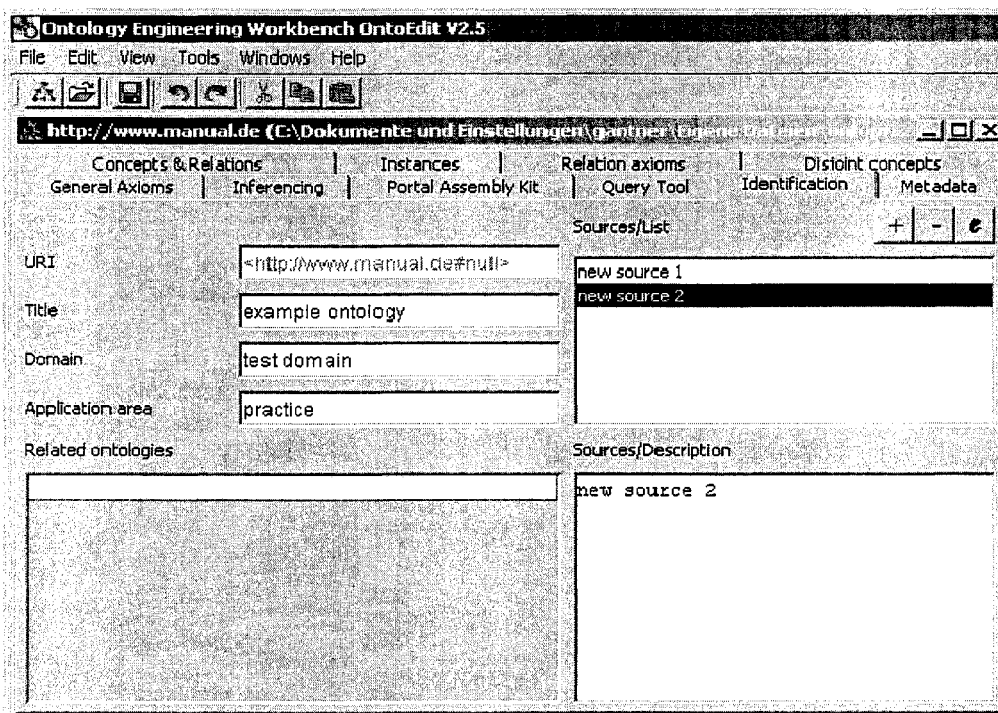 Ontology Engineering Workbench OntoEdit V2.5
File Edit View Tools Windows Help
http://www.manual.de (C:\Dokumente und Einstellungen\gantner\Eigene Dateien
Concepts & Relations Instances Relation axioms Disjoint concepts
General Axioms Inferencing Portal Assembly Kit Query Tool Identification Metadata
Sources/List + - e
URI <http://www.manual.de#null>
new source 1
new source 2
Title example ontology
Domain test domain
Application area practice
Related ontologies Sources/Description
new source 2